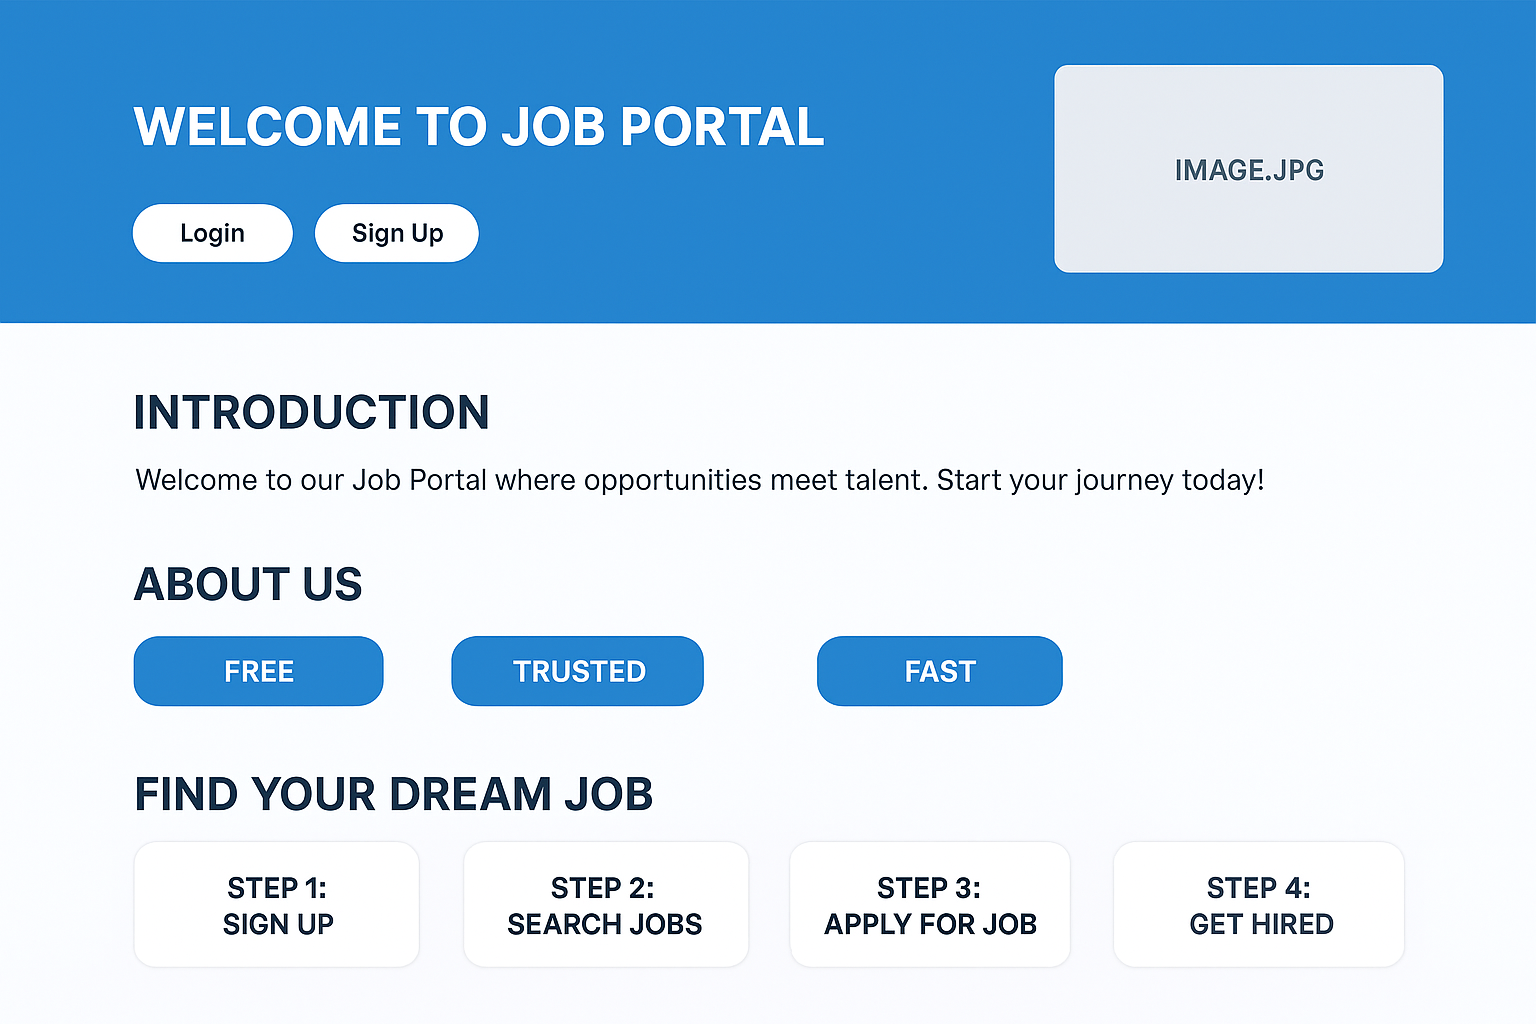 WELCOME TO JOB PORTAL
Login
Sign Up
IMAGE.JPG
INTRODUCTION
Welcome to our Job Portal where opportunities meet talent. Start your journey today!
ABOUT US
FREE
TRUSTED
FAST
FIND YOUR DREAM JOB
STEP 1:
SIGN UP
STEP 2:
SEARCH JOBS
STEP 3:
APPLY FOR JOB
STEP 4:
GET HIRED